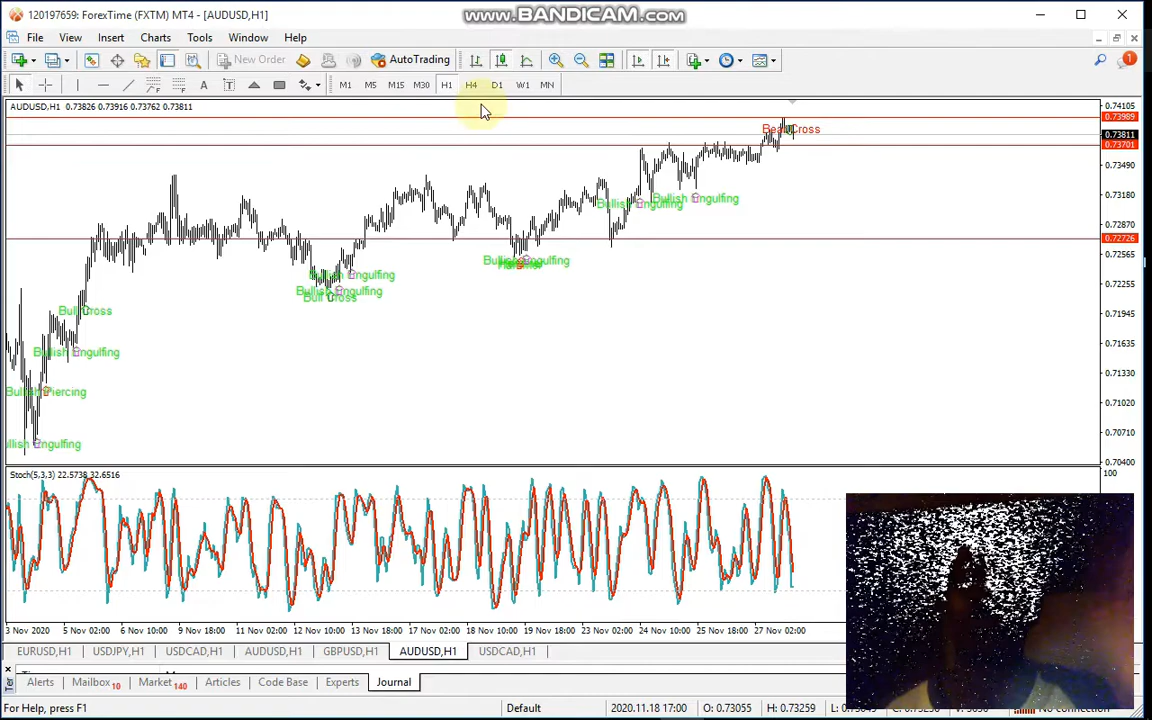 120197659: ForexTime (FXTM) MT4 - [AUDUSD,H1]
www.BANDICAM.com
File View Insert Charts Tools Window Help
New Order AutoTrading 1
A T M1 M5 M15 M30 H1 H4 D1 W1 MN
AUDUSD,H1 0.73826 0.73916 0.73762 0.73811
0.74105
0.73989
0.73811
0.73701
0.73490
0.73180
0.72870
0.72726
0.72565
0.72255
0.71945
0.71635
0.71330
0.71020
0.70710
0.70400
Bear Cross
Bullish Engulfing Bullish Engulfing
Bullish Engulfing
Bullish Engulfing
Bullish Engulfing
Bull Cross
Bull Cross
Bullish Engulfing
Bullish Piercing
ullish Engulfing
Stoch(5,3,3) 22.5738 32.6516
100
3 Nov 2020 5 Nov 02:00 6 Nov 10:00 9 Nov 18:00 11 Nov 02:00 12 Nov 10:00 13 Nov 18:00 17 Nov 02:00 18 Nov 10:00 19 Nov 18:00 23 Nov 02:00 24 Nov 10:00 25 Nov 18:00 27 Nov 02:00
EURUSD,H1 USDJPY,H1 USDCAD,H1 AUDUSD,H1 GBPUSD,H1 AUDUSD,H1 USDCAD,H1
Alerts Mailbox 10 Market 140 Articles Code Base Experts Journal
For Help, press F1 Default 2020.11.18 17:00 O: 0.73055 H: 0.73259